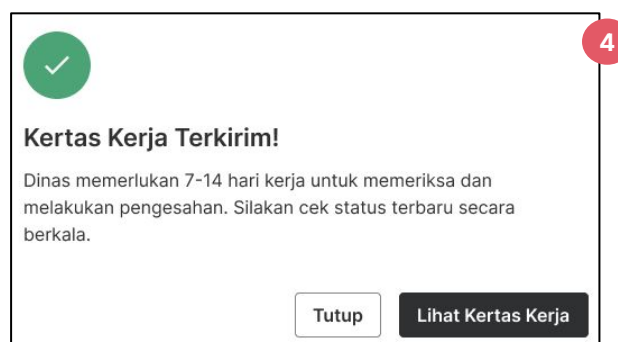 4
Kertas Kerja Terkirim!
Dinas memerlukan 7-14 hari kerja untuk memeriksa dan
melakukan pengesahan. Silakan cek status terbaru secara
berkala.
Tutup
Lihat Kertas Kerja